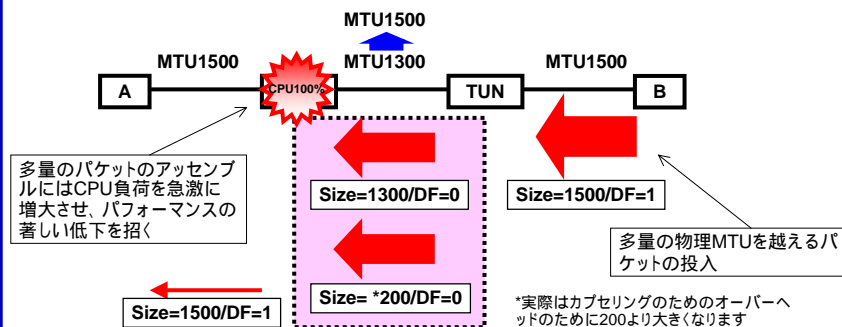 MTU1500
MTU1500
MTU1300
MTU1500
A
CPU100%
TUN
B
多量のパケットのアッセンブ
ルにはCPU負荷を急激に
増大させ、パフォーマンスの
著しい低下を招く
Size=1300/DF=0
Size=1500/DF=1
多量の物理MTUを越えるパ
ケットの投入
Size= *200/DF=0
Size=1500/DF=1
*実際はカプセリングのためのオーバーヘ
ッドのために200より大きくなります